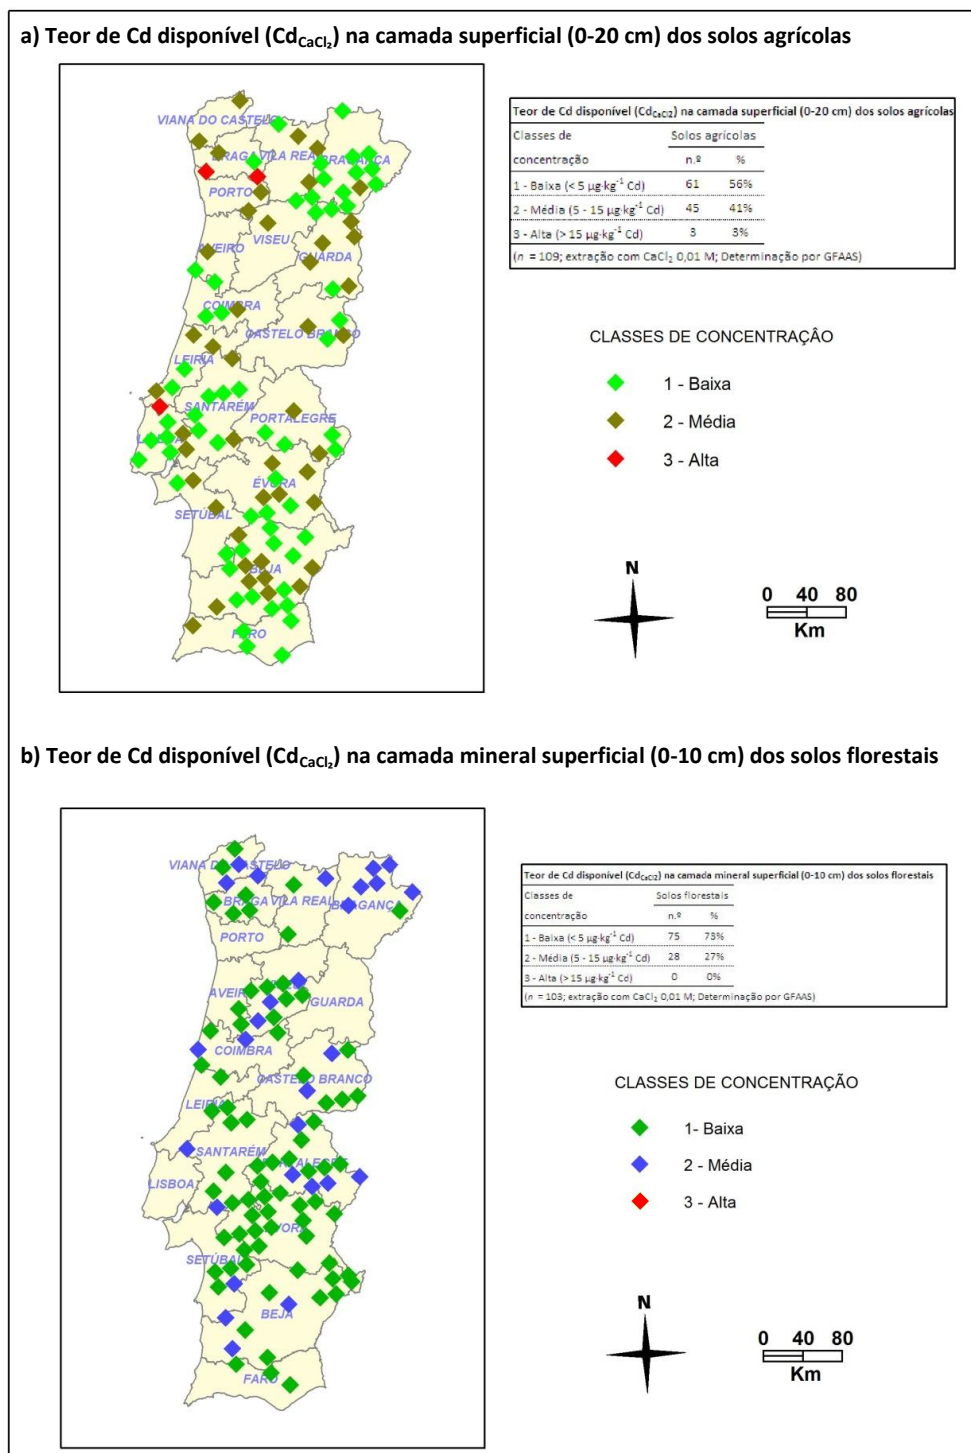 a) Teor de Cd disponível (CdCaCl₂) na camada superficial (0-20 cm) dos solos agrícolas
VIANA DO CASTELO
BRAGA
VILA REAL
BRAGANÇA
PORTO
VISEU
AVEIRO
GUARDA
COIMBRA
CASTELO BRANCO
LEIRIA
SANTARÉM
PORTALEGRE
LISBOA
ÉVORA
SETÚBAL
BEJA
FARO
Teor de Cd disponível (CdCaCl2) na camada superficial (0-20 cm) dos solos agrícolas
Classes de Solos agrícolas
concentração n.º %
1 - Baixa (< 5 µg·kg⁻¹ Cd) 61 56%
2 - Média (5 - 15 µg·kg⁻¹ Cd) 45 41%
3 - Alta (> 15 µg·kg⁻¹ Cd) 3 3%
(n = 109; extração com CaCl₂ 0,01 M; Determinação por GFAAS)
CLASSES DE CONCENTRAÇÂO
1 - Baixa
2 - Média
3 - Alta
N
0 40 80
Km
b) Teor de Cd disponível (CdCaCl₂) na camada mineral superficial (0-10 cm) dos solos florestais
VIANA DO CASTELO
BRAGA
VILA REAL
BRAGANÇA
PORTO
AVEIRO
GUARDA
COIMBRA
CASTELO BRANCO
LEIRIA
SANTARÉM
PORTALEGRE
LISBOA
ÉVORA
SETÚBAL
BEJA
FARO
Teor de Cd disponível (CdCaCl2) na camada mineral superficial (0-10 cm) dos solos florestais
Classes de Solos florestais
concentração n.º %
1 - Baixa (< 5 µg·kg⁻¹ Cd) 75 73%
2 - Média (5 - 15 µg·kg⁻¹ Cd) 28 27%
3 - Alta (> 15 µg·kg⁻¹ Cd) 0 0%
(n = 103; extração com CaCl₂ 0,01 M; Determinação por GFAAS)
CLASSES DE CONCENTRAÇÃO
1- Baixa
2 - Média
3 - Alta
N
0 40 80
Km